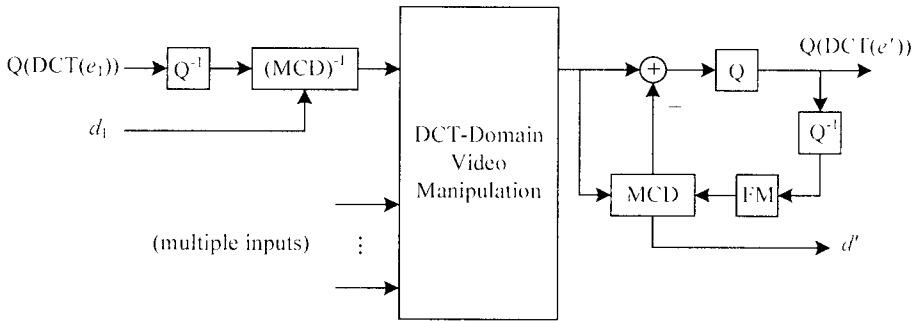 Q(DCT(e₁))
Q⁻¹
(MCD)⁻¹
d₁
(multiple inputs)
⋮
DCT-Domain
Video
Manipulation
+
−
Q
Q(DCT(e'))
Q⁻¹
MCD
FM
d'